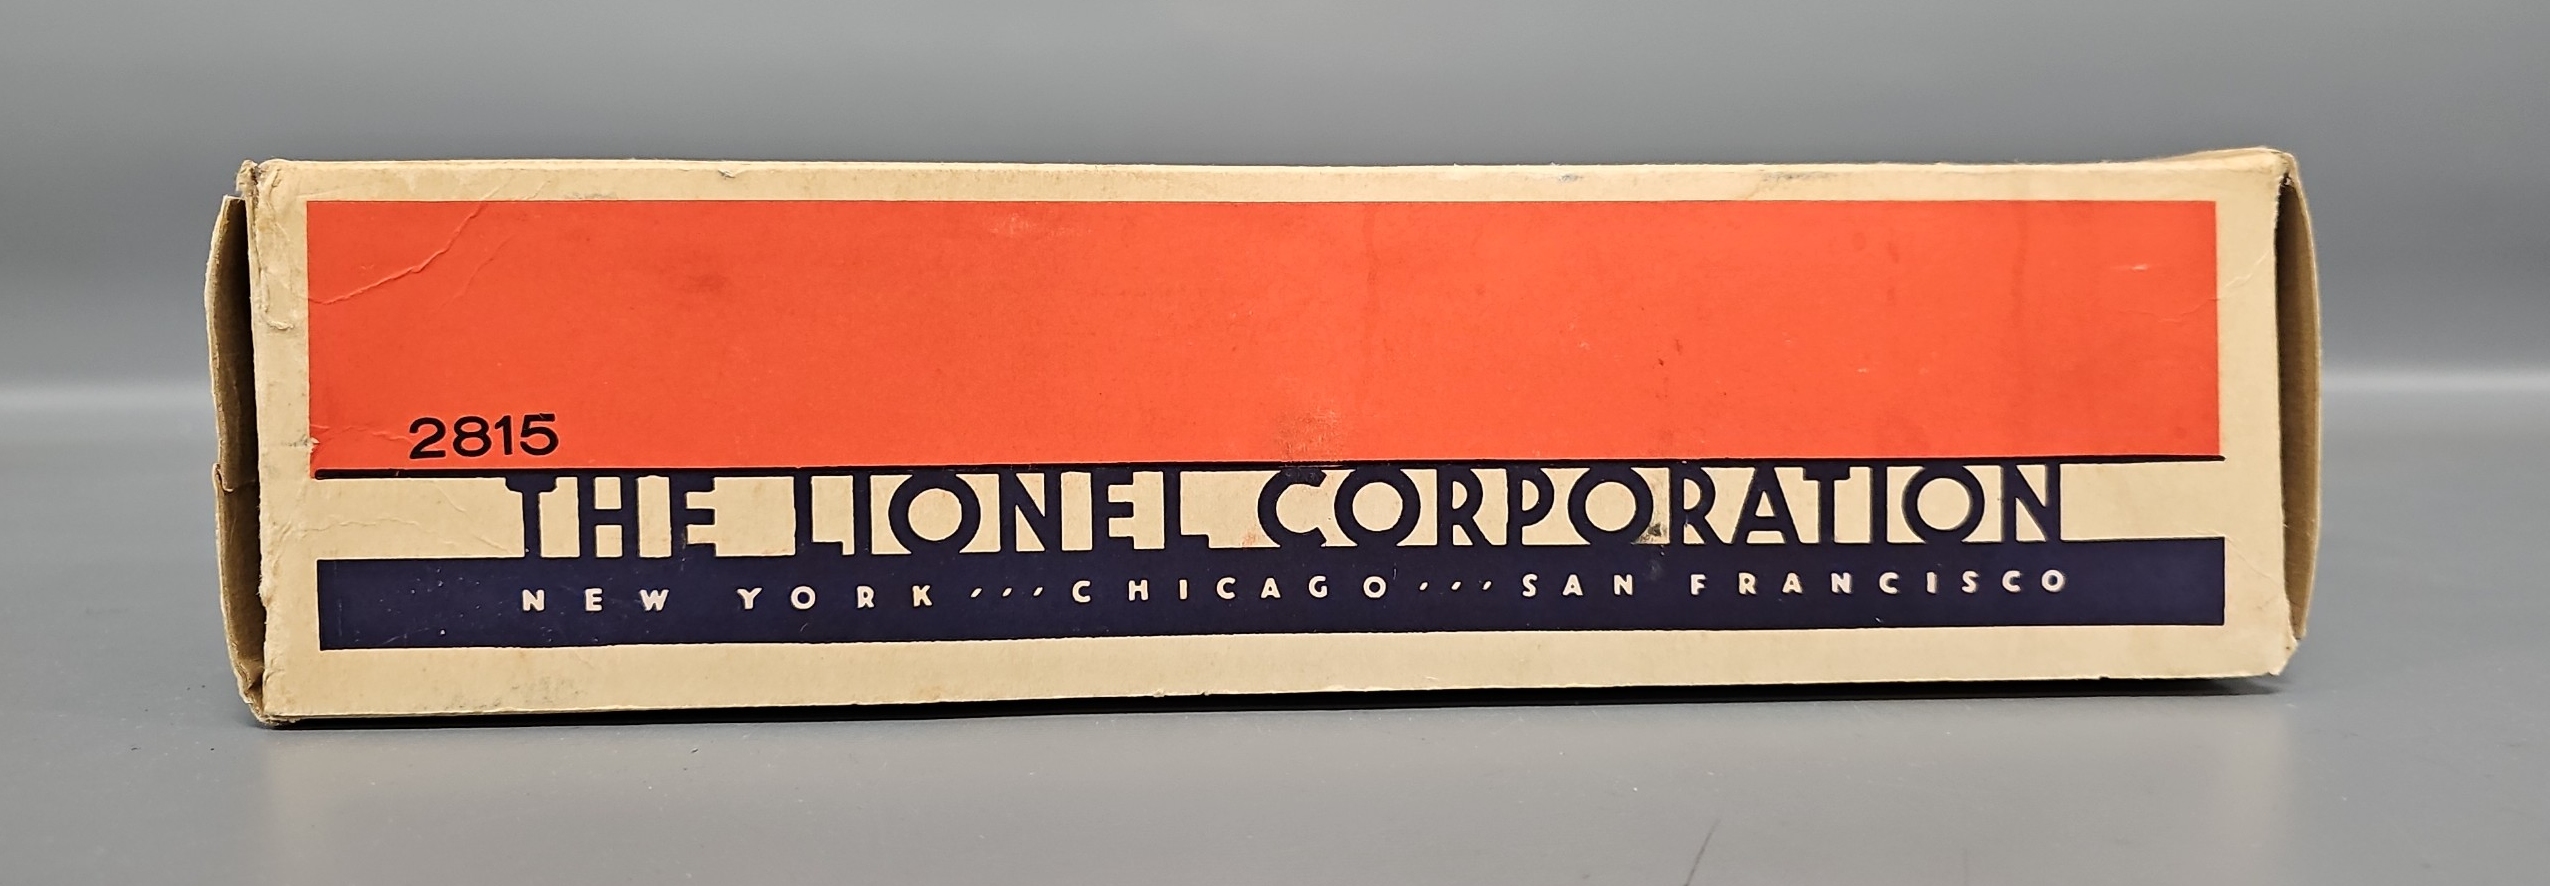 2815
THE LIONEL CORPORATION
NEW YORK ′′′ CHICAGO ′′′ SAN FRANCISCO